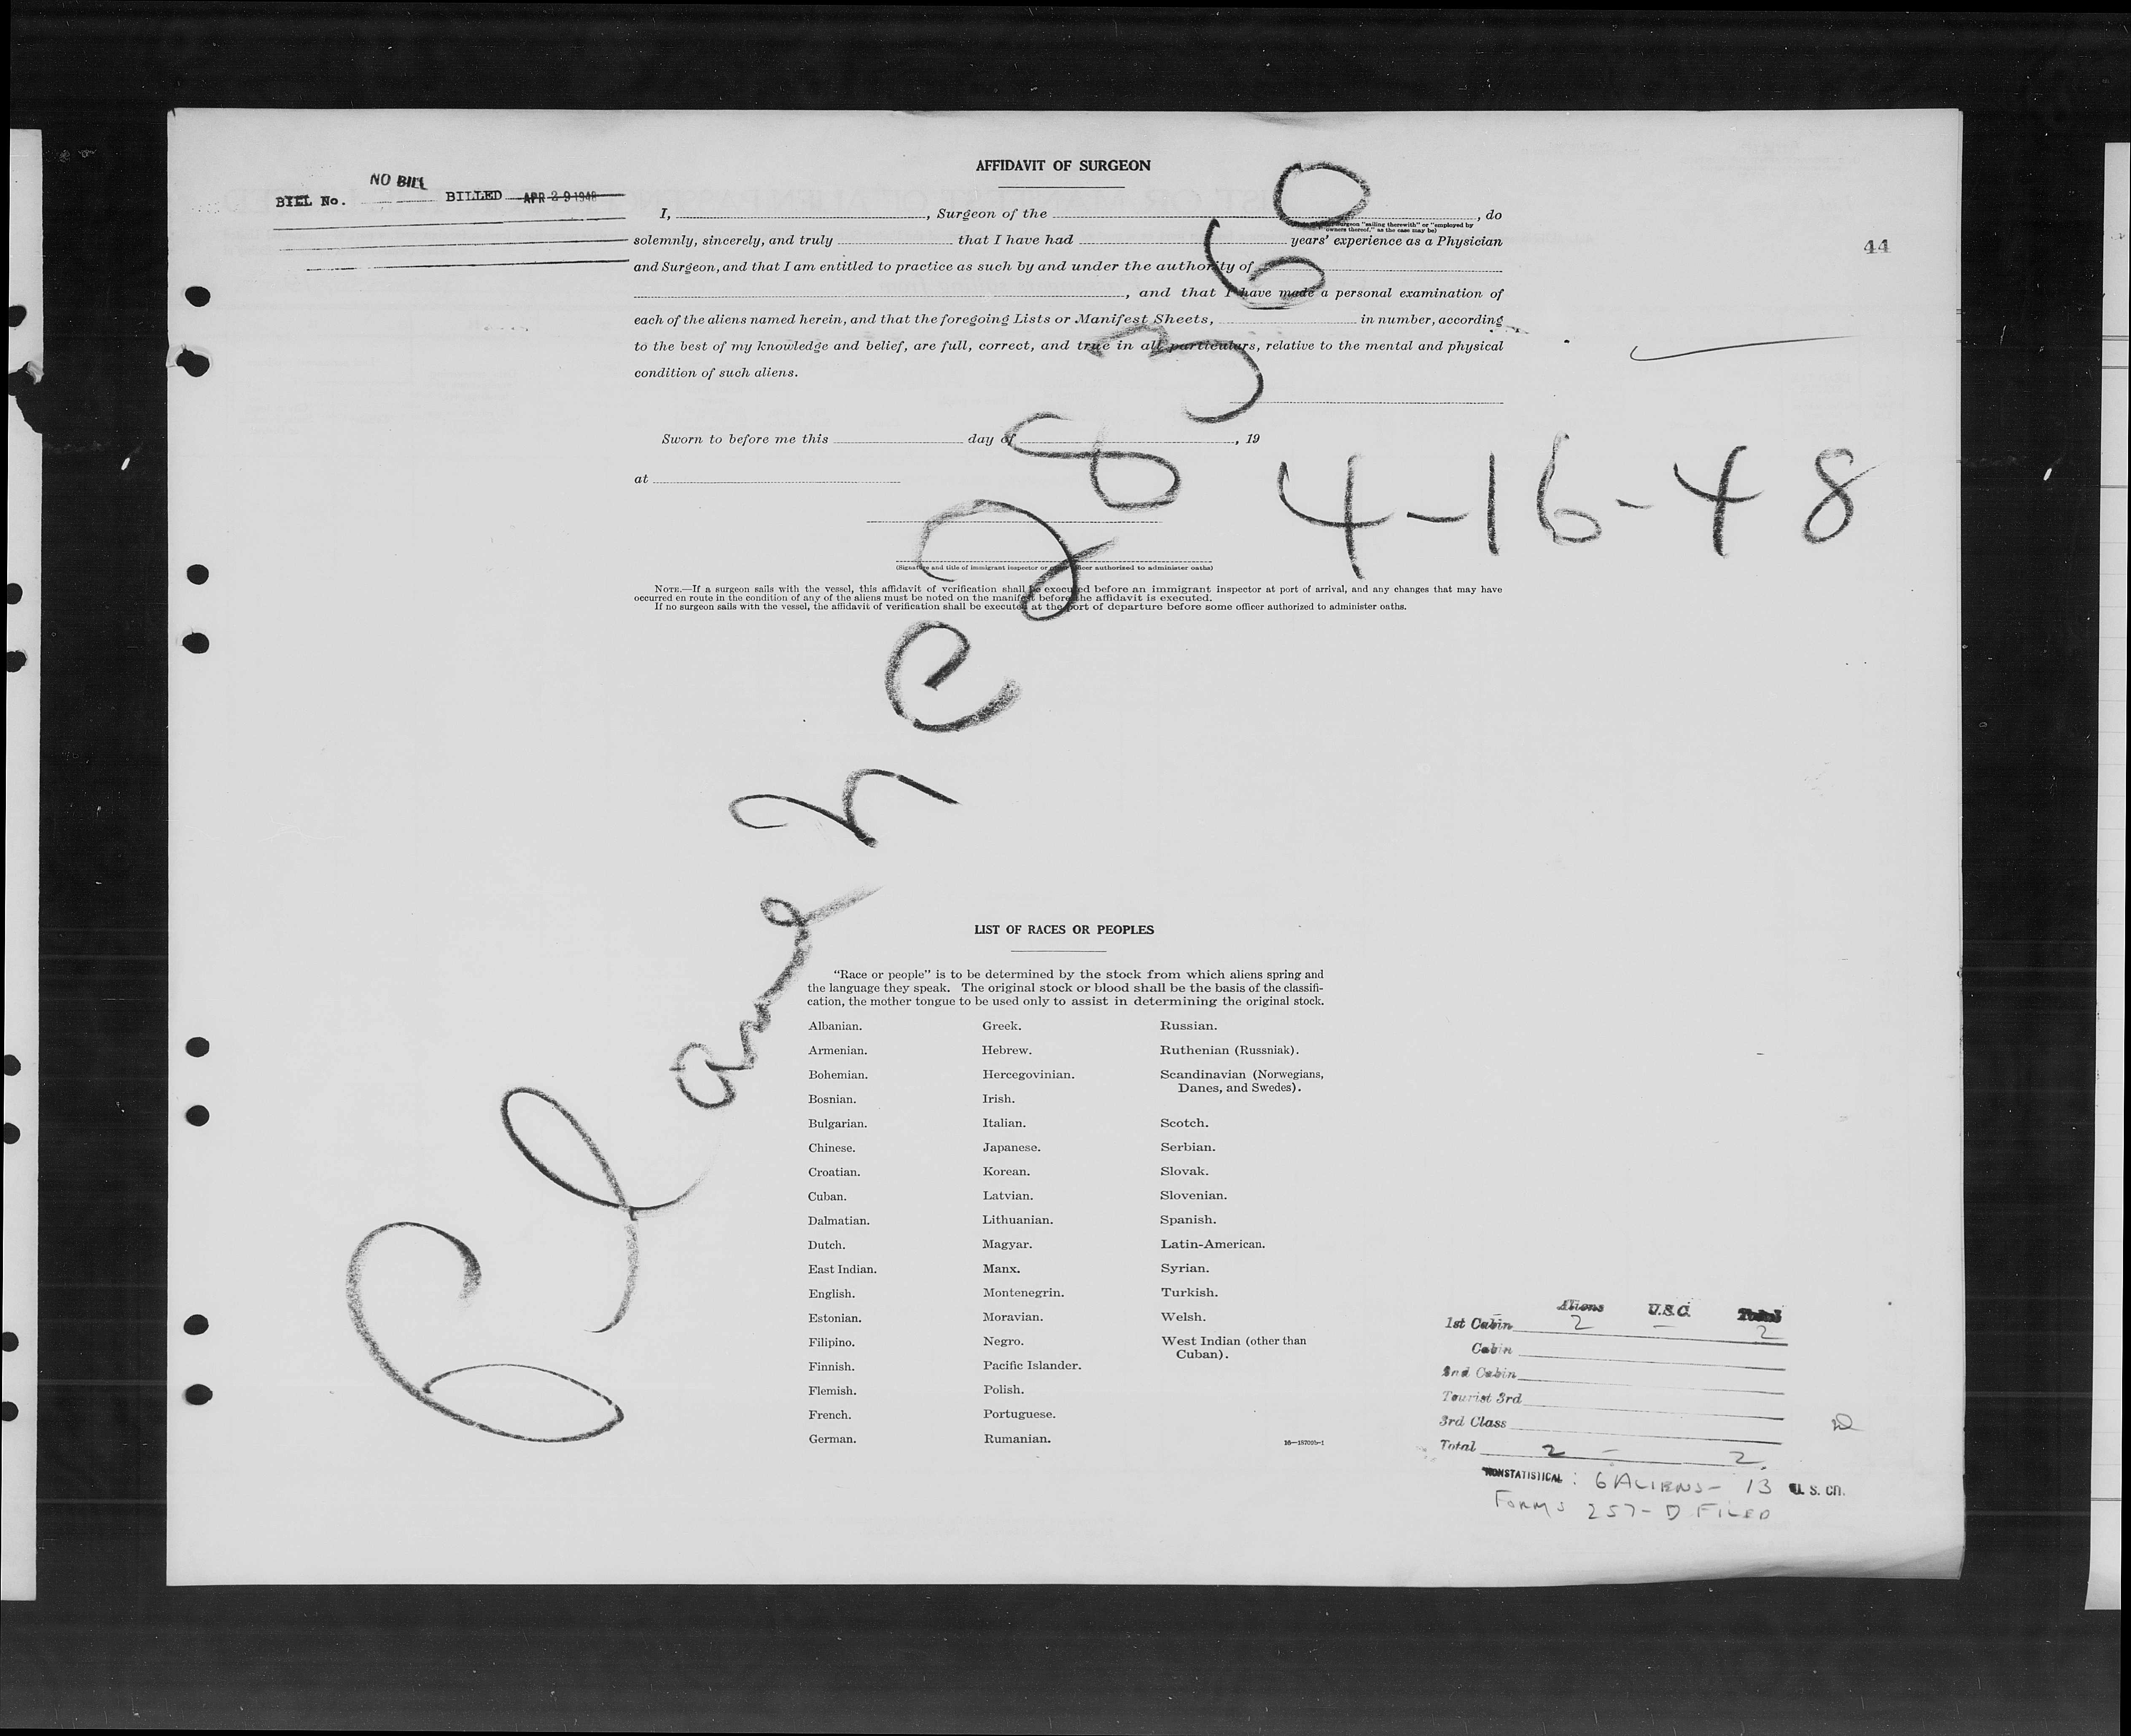 AFFIDAVIT OF SURGEON
NO BILL
BILL No. BILLED APR 29 1948
44
I, , Surgeon of the , do
solemnly, sincerely, and truly that I have had years' experience as a Physician
and Surgeon, and that I am entitled to practice as such by and under the authority of
, and that I have made a personal examination of
each of the aliens named herein, and that the foregoing Lists or Manifest Sheets, in number, according
to the best of my knowledge and belief, are full, correct, and true in all particulars, relative to the mental and physical
condition of such aliens.
Sworn to before me this day of , 19
at
4-16-48
(Signature and title of immigrant inspector or other officer authorized to administer oaths)
NOTE.—If a surgeon sails with the vessel, this affidavit of verification shall be executed before an immigrant inspector at port of arrival, and any changes that may have
occurred en route in the condition of any of the aliens must be noted on the manifest before the affidavit is executed.
If no surgeon sails with the vessel, the affidavit of verification shall be executed at the port of departure before some officer authorized to administer oaths.
LIST OF RACES OR PEOPLES
"Race or people" is to be determined by the stock from which aliens spring and
the language they speak. The original stock or blood shall be the basis of the classifi-
cation, the mother tongue to be used only to assist in determining the original stock.
Albanian.
Armenian.
Bohemian.
Bosnian.
Bulgarian.
Chinese.
Croatian.
Cuban.
Dalmatian.
Dutch.
East Indian.
English.
Estonian.
Filipino.
Finnish.
Flemish.
French.
German.
Greek.
Hebrew.
Hercegovinian.
Irish.
Italian.
Japanese.
Korean.
Latvian.
Lithuanian.
Magyar.
Manx.
Montenegrin.
Moravian.
Negro.
Pacific Islander.
Polish.
Portuguese.
Rumanian.
Russian.
Ruthenian (Russniak).
Scandinavian (Norwegians,
Danes, and Swedes).
Scotch.
Serbian.
Slovak.
Slovenian.
Spanish.
Latin-American.
Syrian.
Turkish.
Welsh.
West Indian (other than
Cuban).
Aliens U.S.C. Total
1st Cabin 2 — 2
Cabin
2nd Cabin
Tourist 3rd
3rd Class
Total 2 — 2
NONSTATISTICAL: 6 ALIENS - 13 U. S. Cn.
FORMS 257-D FILED